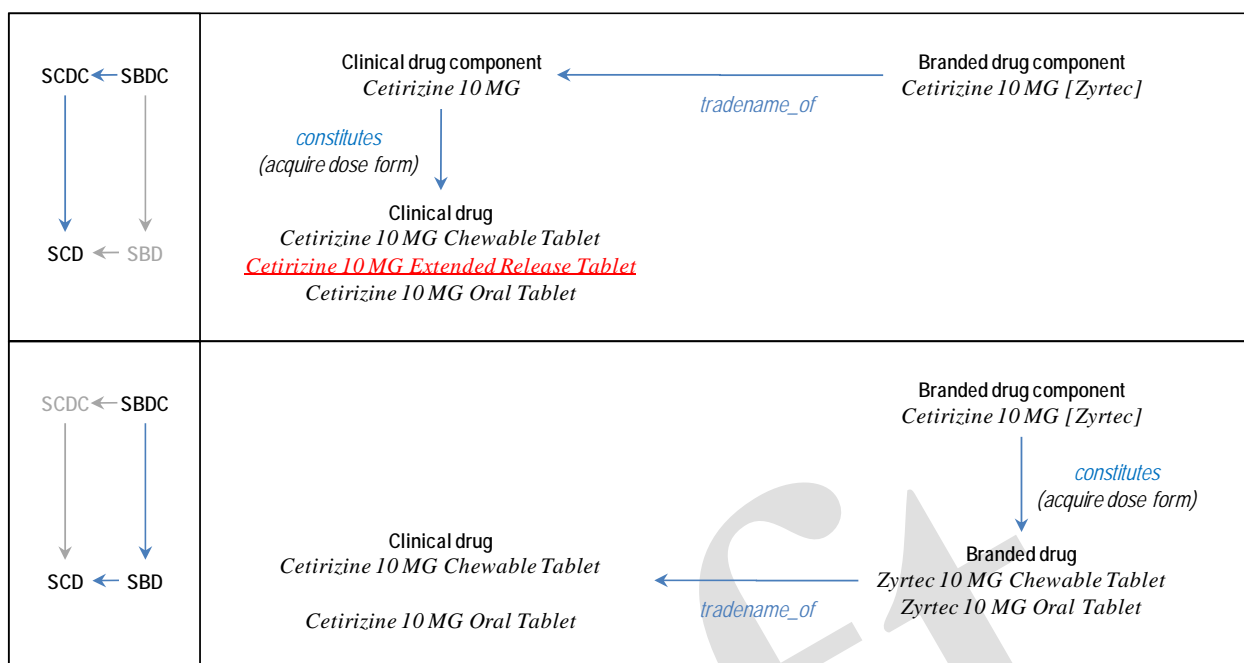 SCDC SBDC
SCD SBD
Clinical drug component
Cetirizine 10 MG
Branded drug component
Cetirizine 10 MG [Zyrtec]
tradename_of
constitutes
(acquire dose form)
Clinical drug
Cetirizine 10 MG Chewable Tablet
Cetirizine 10 MG Extended Release Tablet
Cetirizine 10 MG Oral Tablet
SCDC SBDC
SCD SBD
Branded drug component
Cetirizine 10 MG [Zyrtec]
constitutes
(acquire dose form)
Clinical drug
Cetirizine 10 MG Chewable Tablet
Cetirizine 10 MG Oral Tablet
tradename_of
Branded drug
Zyrtec 10 MG Chewable Tablet
Zyrtec 10 MG Oral Tablet